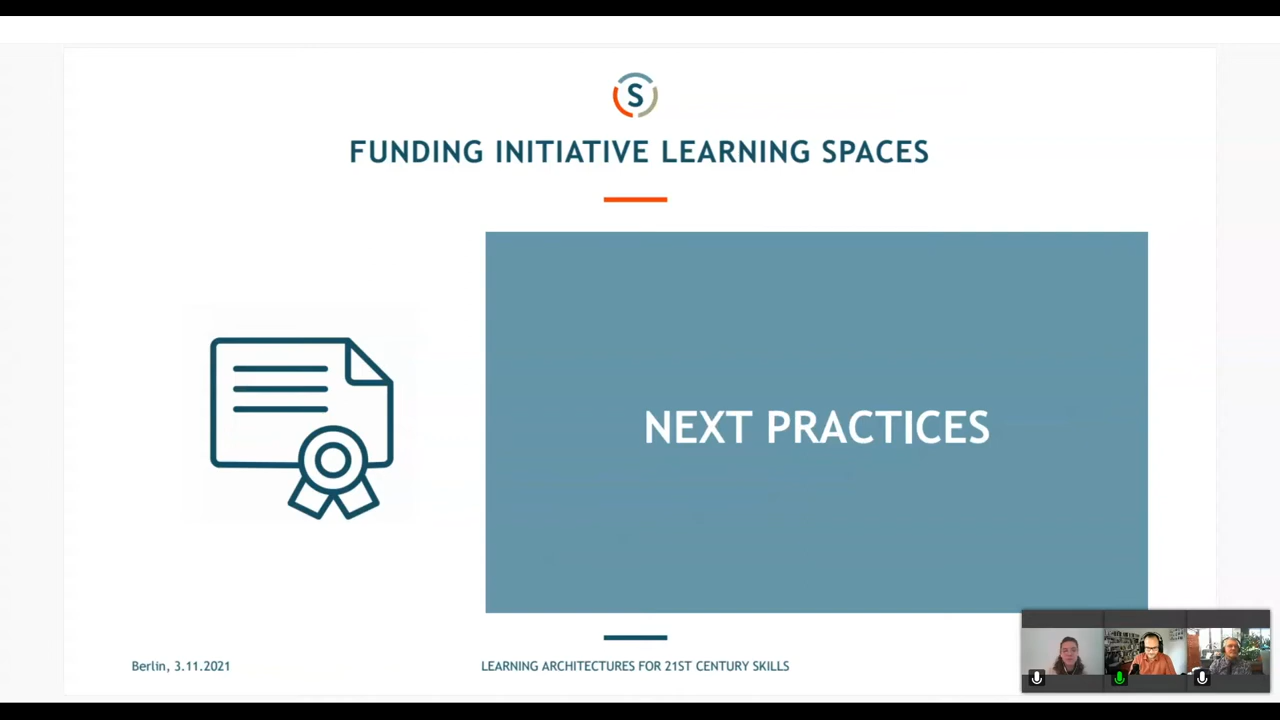 S
FUNDING INITIATIVE LEARNING SPACES
NEXT PRACTICES
Berlin, 3.11.2021
LEARNING ARCHITECTURES FOR 21ST CENTURY SKILLS